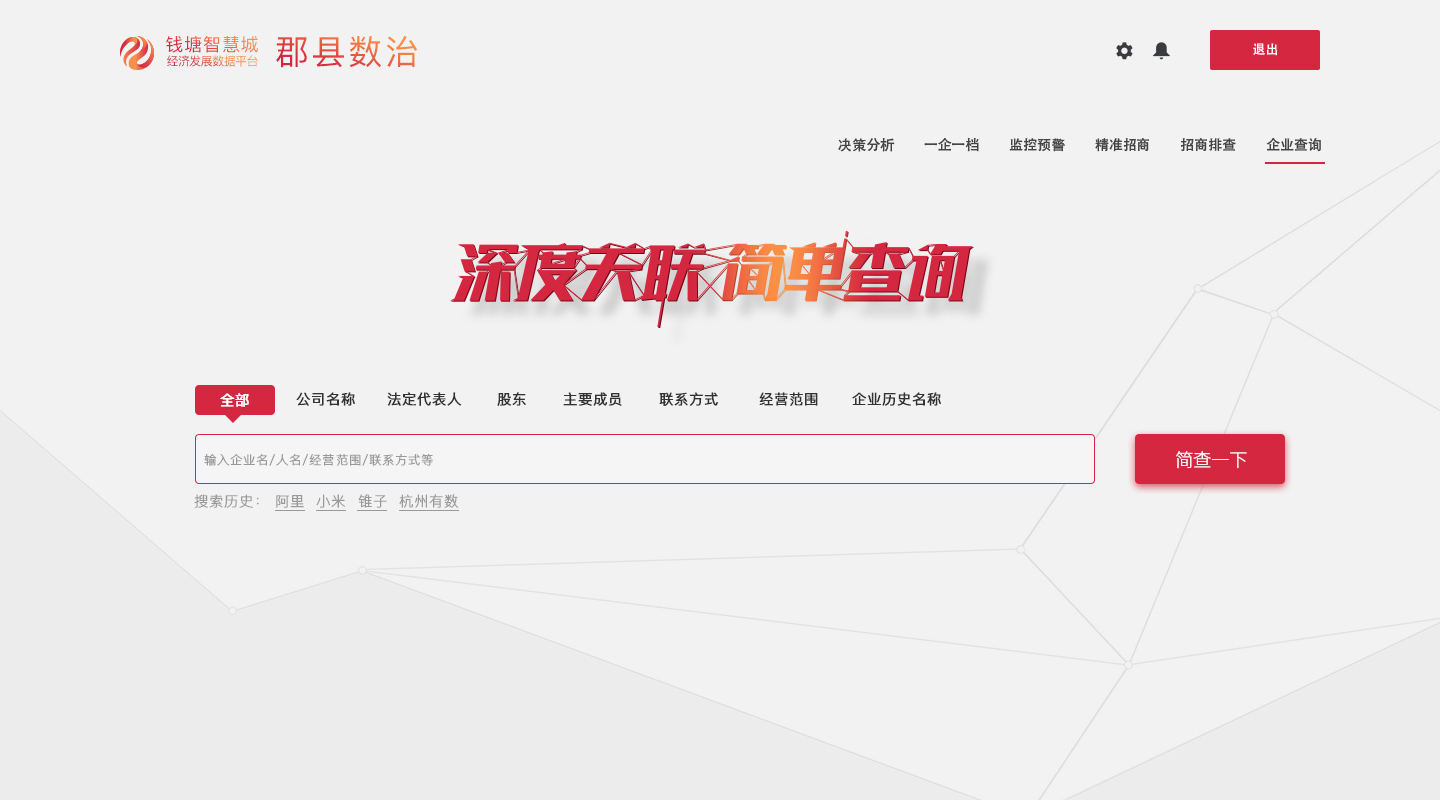 钱塘智慧城
经济发展数据平台
郡县数治
退出
决策分析 一企一档 监控预警 精准招商 招商排查 企业查询
深度关联 简单查询
全部 公司名称 法定代表人 股东 主要成员 联系方式 经营范围 企业历史名称
输入企业名/人名/经营范围/联系方式等
简查一下
搜索历史： 阿里 小米 锥子 杭州有数